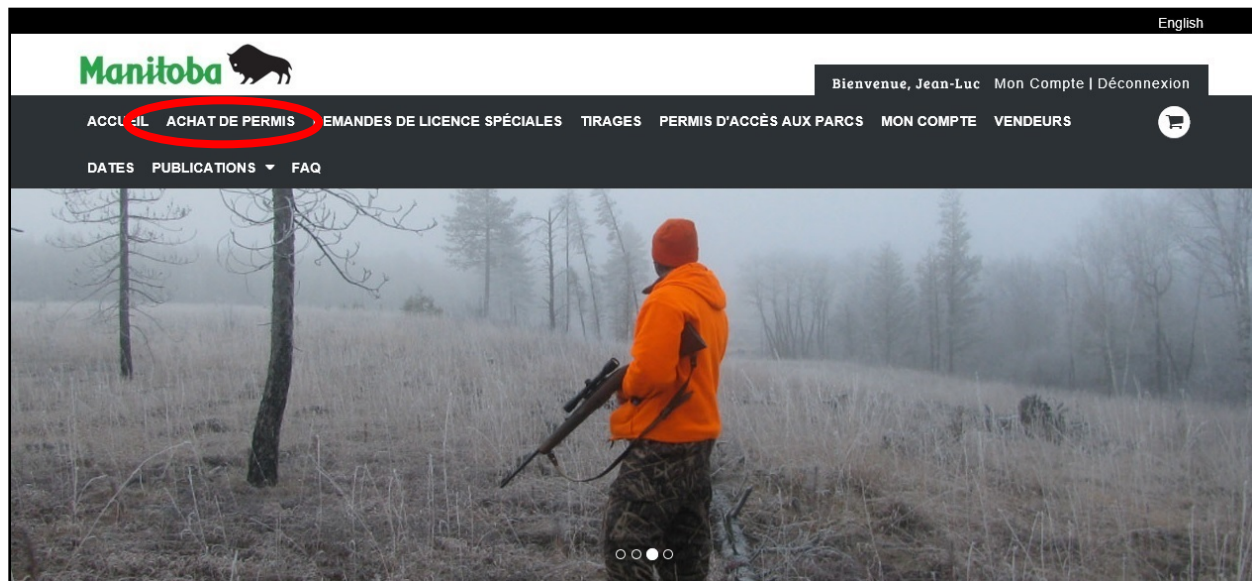 English
Manitoba
Bienvenue, Jean-Luc Mon Compte | Déconnexion
ACCUEIL ACHAT DE PERMIS DEMANDES DE LICENCE SPÉCIALES TIRAGES PERMIS D'ACCÈS AUX PARCS MON COMPTE VENDEURS
DATES PUBLICATIONS FAQ